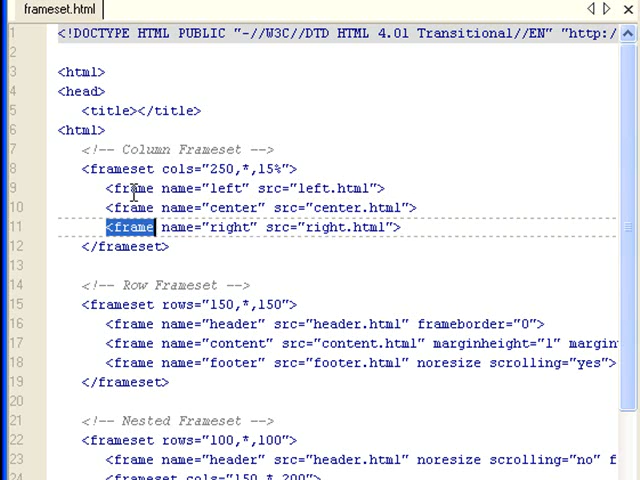 frameset.html
1 <!DOCTYPE HTML PUBLIC "-//W3C//DTD HTML 4.01 Transitional//EN" "http:/
2
3 <html>
4 <head>
5 <title></title>
6 <html>
7 <!-- Column Frameset -->
8 <frameset cols="250,*,15%">
9 <frame name="left" src="left.html">
10 <frame name="center" src="center.html">
11 <frame name="right" src="right.html">
12 </frameset>
13
14 <!-- Row Frameset -->
15 <frameset rows="150,*,150">
16 <frame name="header" src="header.html" frameborder="0">
17 <frame name="content" src="content.html" marginheight="1" margin
18 <frame name="footer" src="footer.html" noresize scrolling="yes">
19 </frameset>
20
21 <!-- Nested Frameset -->
22 <frameset rows="100,*,100">
23 <frame name="header" src="header.html" noresize scrolling="no" f
24 <frameset cols="150,*,200">